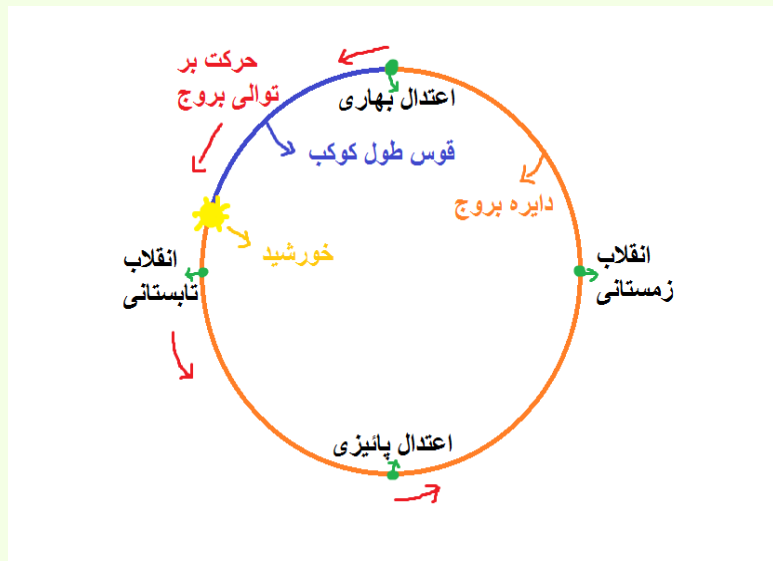 حرکت بر
توالی بروج
اعتدال بهاری
قوس طول کوکب
دایره بروج
خورشید
انقلاب
تابستانی
انقلاب
زمستانی
اعتدال پائیزی